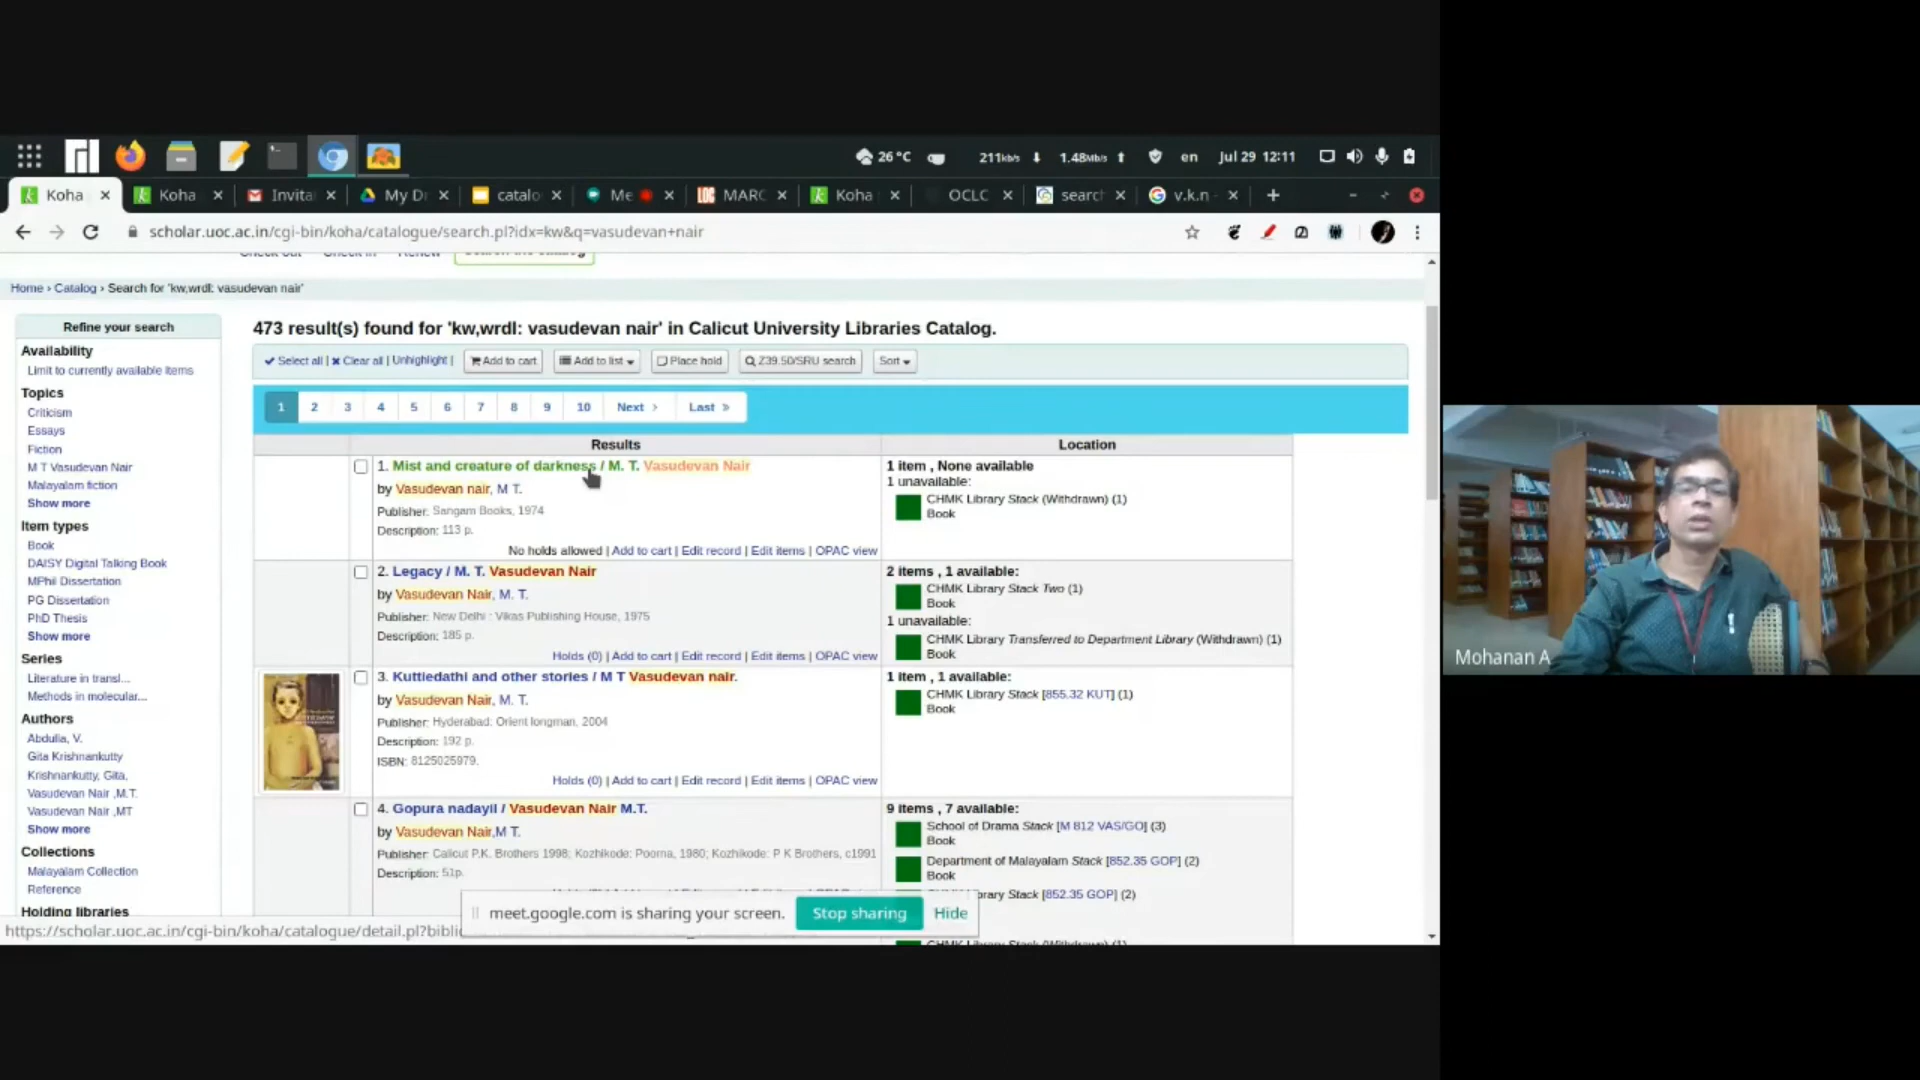 26°C 211kb/s 1.48Mb/s en Jul 29 12:11
Koha Koha Invita My Dr catalo Me LOC MARC Koha OCLC search v.k.n -
scholar.uoc.ac.in/cgi-bin/koha/catalogue/search.pl?idx=kw&q=vasudevan+nair
Check out Check in Renew Search the catalog
Home › Catalog › Search for 'kw,wrdl: vasudevan nair'
Refine your search
Availability
Limit to currently available items
Topics
Criticism
Essays
Fiction
M T Vasudevan Nair
Malayalam fiction
Show more
Item types
Book
DAISY Digital Talking Book
MPhil Dissertation
PG Dissertation
PhD Thesis
Show more
Series
Literature in transl...
Methods in molecular...
Authors
Abdulla, V.
Gita Krishnankutty
Krishnankutty, Gita,
Vasudevan Nair ,M.T.
Vasudevan Nair ,MT
Show more
Collections
Malayalam Collection
Reference
Holding libraries
473 result(s) found for 'kw,wrdl: vasudevan nair' in Calicut University Libraries Catalog.
Select all | Clear all | Unhighlight | Add to cart Add to list Place hold Z39.50/SRU search Sort
1 2 3 4 5 6 7 8 9 10 Next › Last »
Results Location
1. Mist and creature of darkness / M. T. Vasudevan Nair
by Vasudevan nair, M T.
Publisher: Sangam Books, 1974
Description: 113 p.
No holds allowed | Add to cart | Edit record | Edit items | OPAC view
1 item , None available
1 unavailable:
CHMK Library Stack (Withdrawn) (1)
Book
2. Legacy / M. T. Vasudevan Nair
by Vasudevan Nair, M. T.
Publisher: New Delhi : Vikas Publishing House, 1975
Description: 185 p.
Holds (0) | Add to cart | Edit record | Edit items | OPAC view
2 items , 1 available:
CHMK Library Stack Two (1)
Book
1 unavailable:
CHMK Library Transferred to Department Library (Withdrawn) (1)
Book
3. Kuttiedathi and other stories / M T Vasudevan nair.
by Vasudevan Nair, M. T.
Publisher: Hyderabad: Orient longman, 2004
Description: 192 p.
ISBN: 8125025979.
Holds (0) | Add to cart | Edit record | Edit items | OPAC view
1 item , 1 available:
CHMK Library Stack [855.32 KUT] (1)
Book
4. Gopura nadayil / Vasudevan Nair M.T.
by Vasudevan Nair,M T.
Publisher: Calicut P.K. Brothers 1998; Kozhikode: Poorna, 1980; Kozhikode: P K Brothers, c1991
Description: 51p.
9 items , 7 available:
School of Drama Stack [M 812 VAS/GO] (3)
Book
Department of Malayalam Stack [852.35 GOP] (2)
Book
brary Stack [852.35 GOP] (2)
CHMK Library Stack (Withdrawn) (1)
meet.google.com is sharing your screen. Stop sharing Hide
https://scholar.uoc.ac.in/cgi-bin/koha/catalogue/detail.pl?biblio
Mohanan A